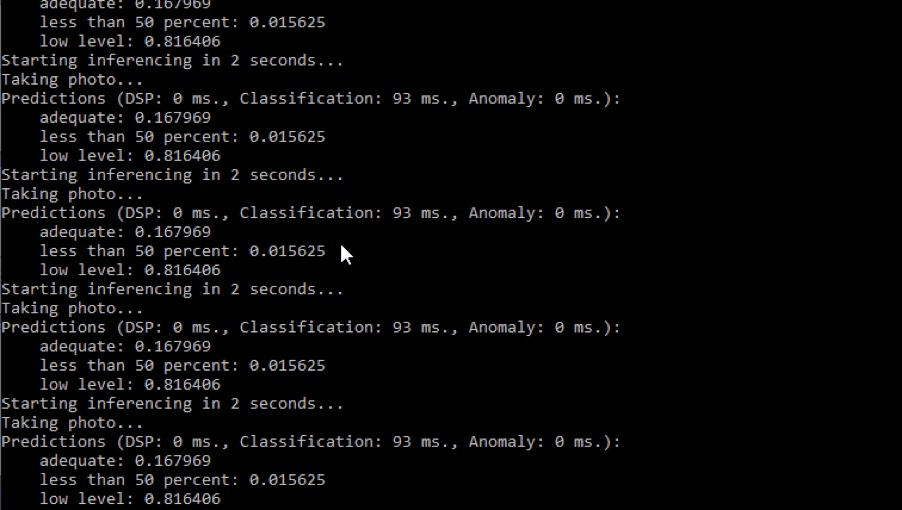 adequate: 0.167969
less than 50 percent: 0.015625
low level: 0.816406
Starting inferencing in 2 seconds...
Taking photo...
Predictions (DSP: 0 ms., Classification: 93 ms., Anomaly: 0 ms.):
adequate: 0.167969
less than 50 percent: 0.015625
low level: 0.816406
Starting inferencing in 2 seconds...
Taking photo...
Predictions (DSP: 0 ms., Classification: 93 ms., Anomaly: 0 ms.):
adequate: 0.167969
less than 50 percent: 0.015625
low level: 0.816406
Starting inferencing in 2 seconds...
Taking photo...
Predictions (DSP: 0 ms., Classification: 93 ms., Anomaly: 0 ms.):
adequate: 0.167969
less than 50 percent: 0.015625
low level: 0.816406
Starting inferencing in 2 seconds...
Taking photo...
Predictions (DSP: 0 ms., Classification: 93 ms., Anomaly: 0 ms.):
adequate: 0.167969
less than 50 percent: 0.015625
low level: 0.816406